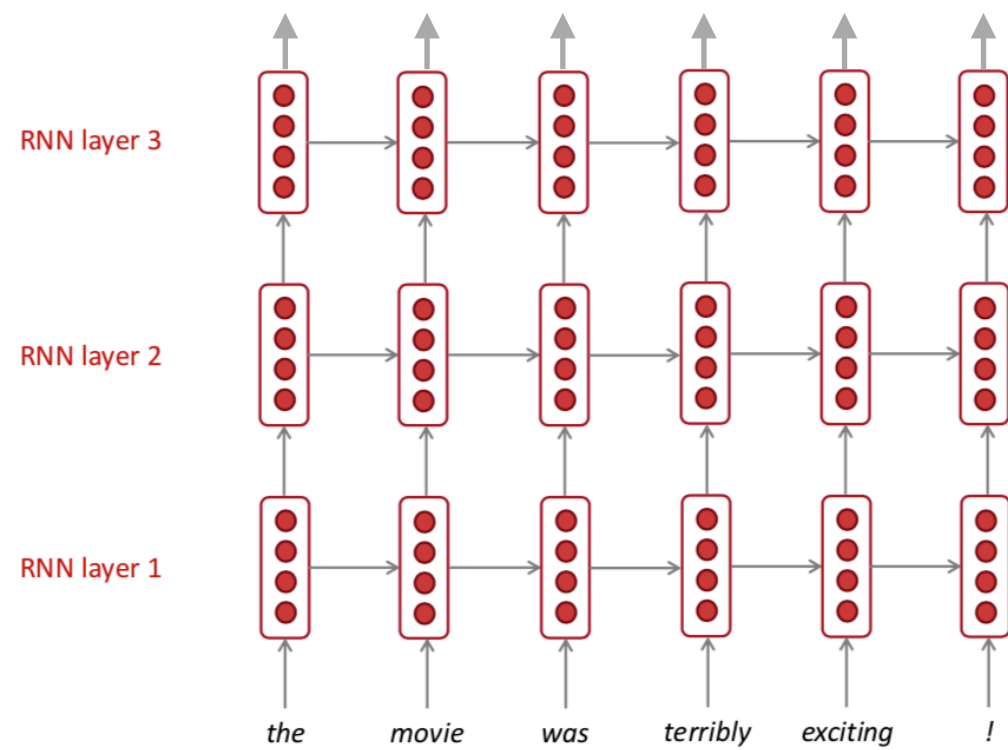 RNN layer 3
RNN layer 2
RNN layer 1
the movie was terribly exciting !